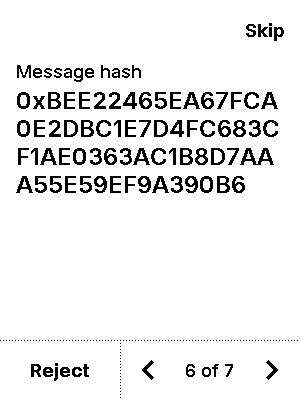 Skip
Message hash
0xBEE22465EA67FCA
0E2DBC1E7D4FC683C
F1AE0363AC1B8D7AA
A55E59EF9A390B6
Reject
6 of 7